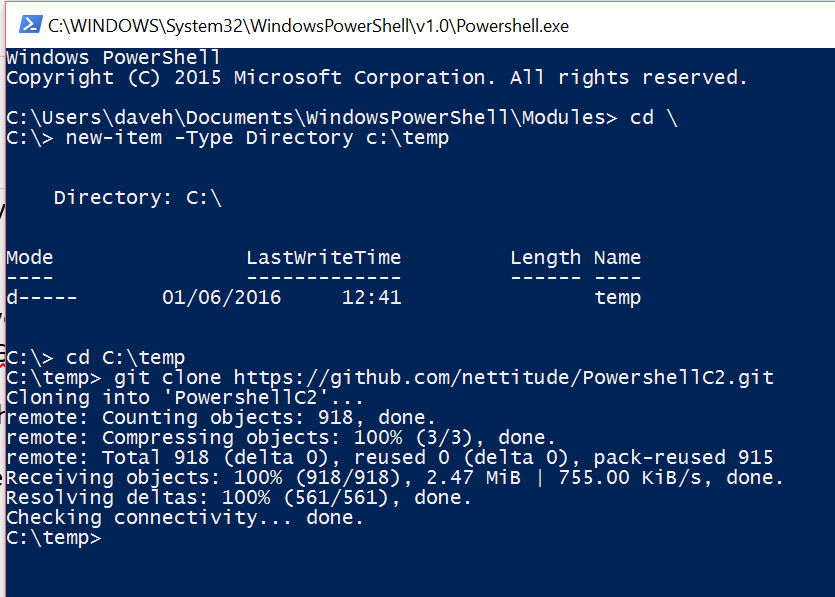 C:\WINDOWS\System32\WindowsPowerShell\v1.0\Powershell.exe
Windows PowerShell
Copyright (C) 2015 Microsoft Corporation. All rights reserved.
C:\Users\daveh\Documents\WindowsPowerShell\Modules> cd \
C:\> new-item -Type Directory c:\temp
Directory: C:\
Mode LastWriteTime Length Name
---- ------------- ------ ----
d----- 01/06/2016 12:41 temp
C:\> cd C:\temp
C:\temp> git clone https://github.com/nettitude/PowershellC2.git
Cloning into 'PowershellC2'...
remote: Counting objects: 918, done.
remote: Compressing objects: 100% (3/3), done.
remote: Total 918 (delta 0), reused 0 (delta 0), pack-reused 915
Receiving objects: 100% (918/918), 2.47 MiB | 755.00 KiB/s, done.
Resolving deltas: 100% (561/561), done.
Checking connectivity... done.
C:\temp>